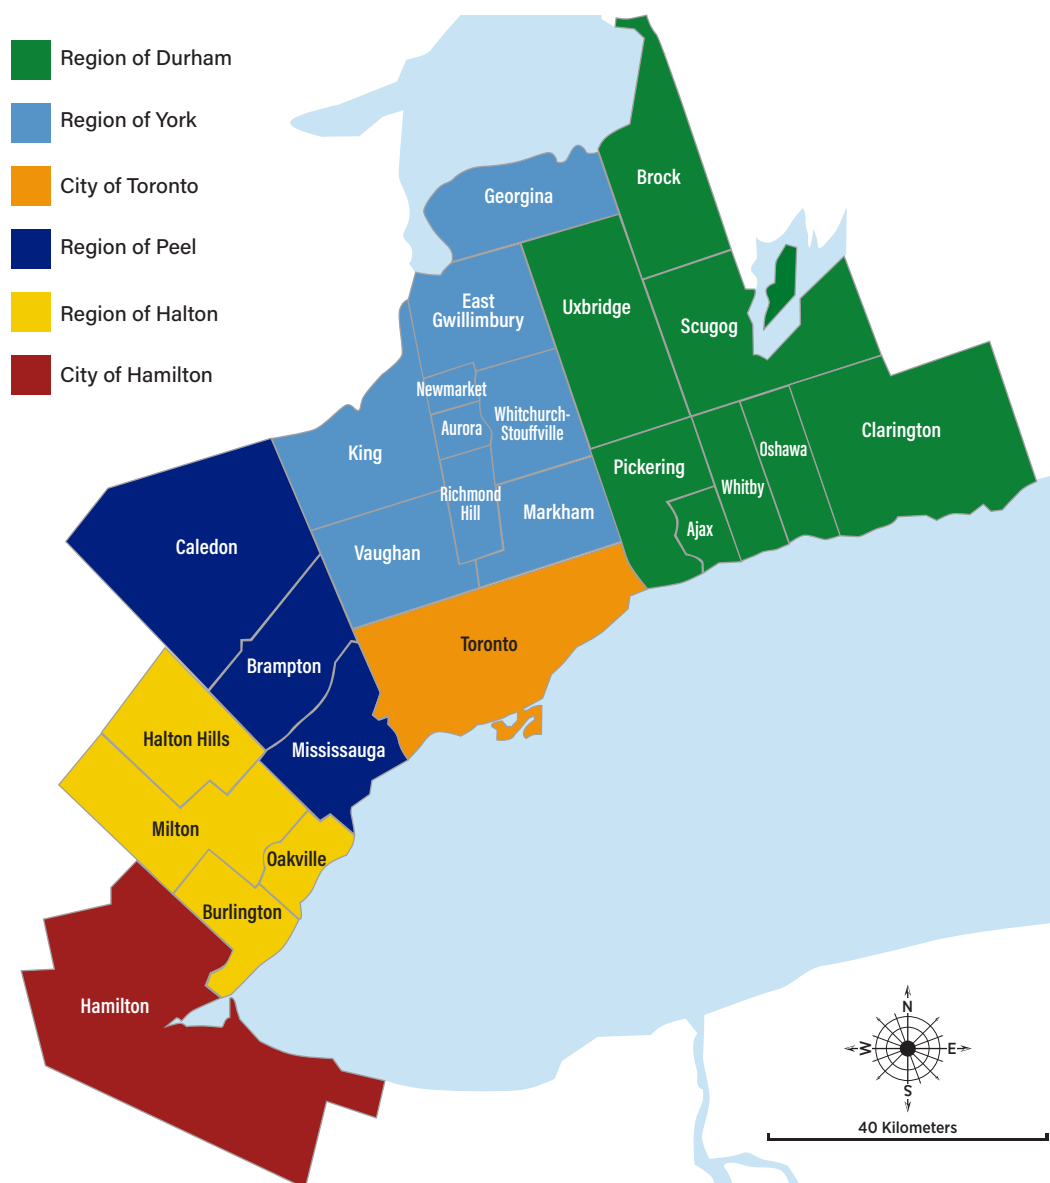 Region of Durham
Region of York
City of Toronto
Region of Peel
Region of Halton
City of Hamilton
Brock
Georgina
East
Gwillimbury
Uxbridge
Scugog
Newmarket
Whitchurch-
Stouffville
Aurora
King
Clarington
Oshawa
Pickering
Whitby
Richmond
Hill
Markham
Ajax
Vaughan
Caledon
Toronto
Brampton
Halton Hills
Mississauga
Milton
Oakville
Burlington
Hamilton
N
W
E
S
40 Kilometers